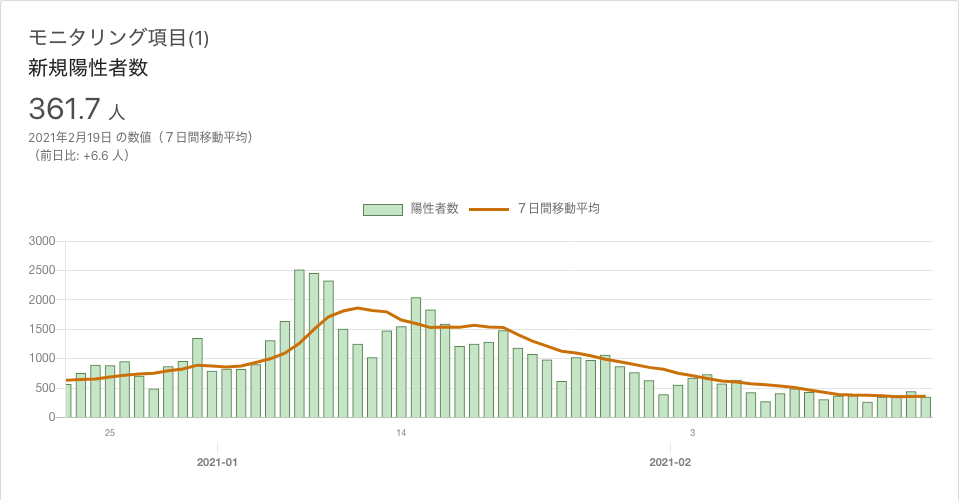 モニタリング項目(1)
新規陽性者数
361.7 人
2021年2月19日 の数値（７日間移動平均）
（前日比: +6.6 人）
陽性者数 ７日間移動平均
3000
2500
2000
1500
1000
500
0
25 14 3
2021-01 2021-02